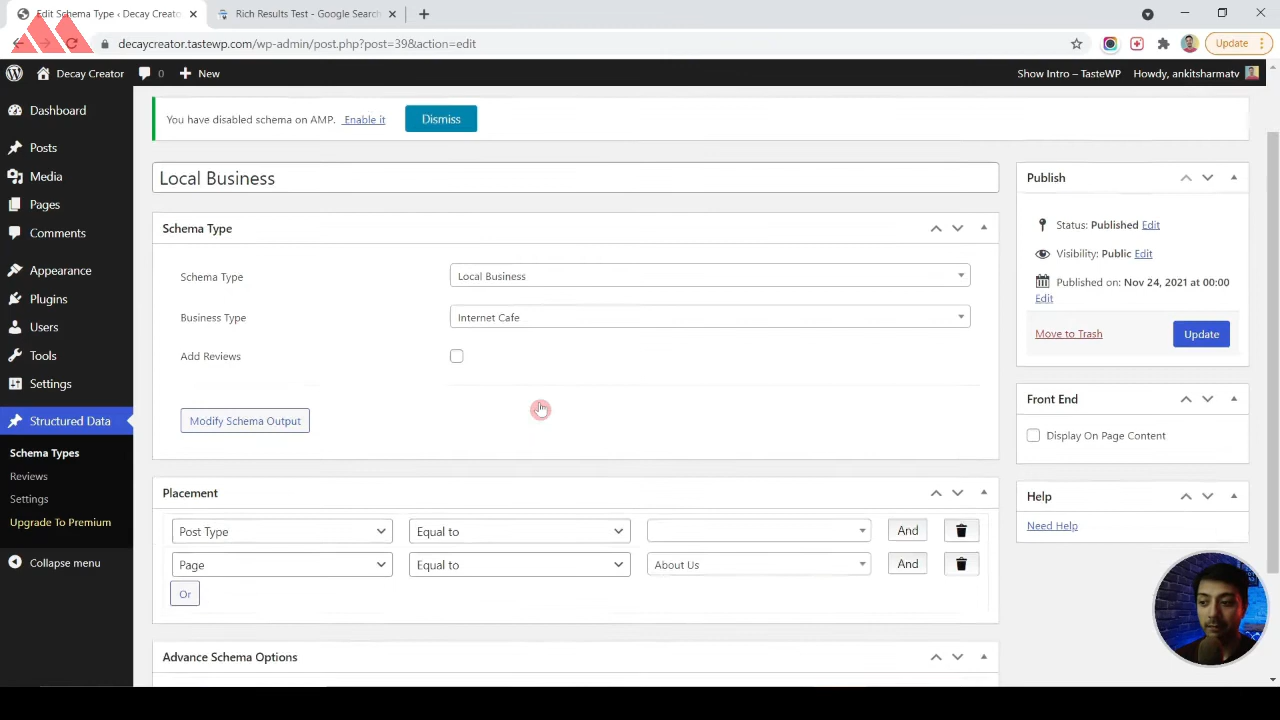 Edit Schema Type ‹ Decay Creator
Rich Results Test - Google Search
decaycreator.tastewp.com/wp-admin/post.php?post=39&action=edit
Update
Decay Creator
0
New
Show Intro – TasteWP
Howdy, ankitsharmatv
Dashboard
Posts
Media
Pages
Comments
Appearance
Plugins
Users
Tools
Settings
Structured Data
Schema Types
Reviews
Settings
Upgrade To Premium
Collapse menu
You have disabled schema on AMP. Enable it
Dismiss
Local Business
Schema Type
Schema Type
Local Business
Business Type
Internet Cafe
Add Reviews
Modify Schema Output
Placement
Post Type
Equal to
And
Page
Equal to
About Us
And
Or
Advance Schema Options
Publish
Status: Published Edit
Visibility: Public Edit
Published on: Nov 24, 2021 at 00:00
Edit
Move to Trash
Update
Front End
Display On Page Content
Help
Need Help